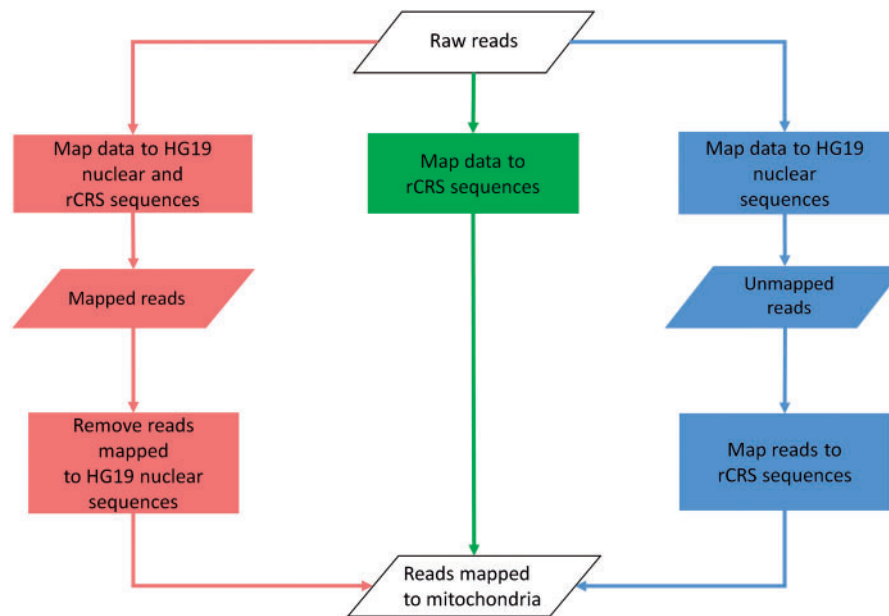 Raw reads
Map data to HG19
nuclear and
rCRS sequences
Map data to
rCRS sequences
Map data to HG19
nuclear
sequences
Mapped reads
Unmapped
reads
Remove reads
mapped
to HG19 nuclear
sequences
Map reads to
rCRS sequences
Reads mapped
to mitochondria